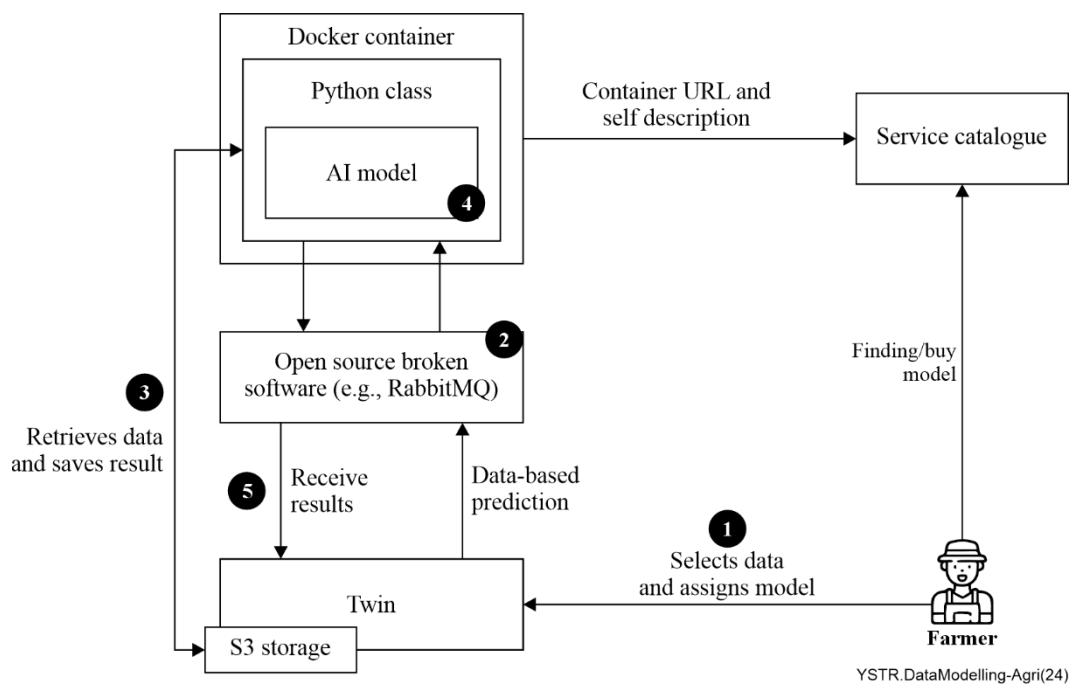 Docker container
Python class
AI model
4
Container URL and
self description
Service catalogue
2
Open source broken
software (e.g., RabbitMQ)
3
Retrieves data
and saves result
Finding/buy
model
5
Receive
results
Data-based
prediction
1
Selects data
and assigns model
Twin
S3 storage
Farmer
YSTR.DataModelling-Agri(24)